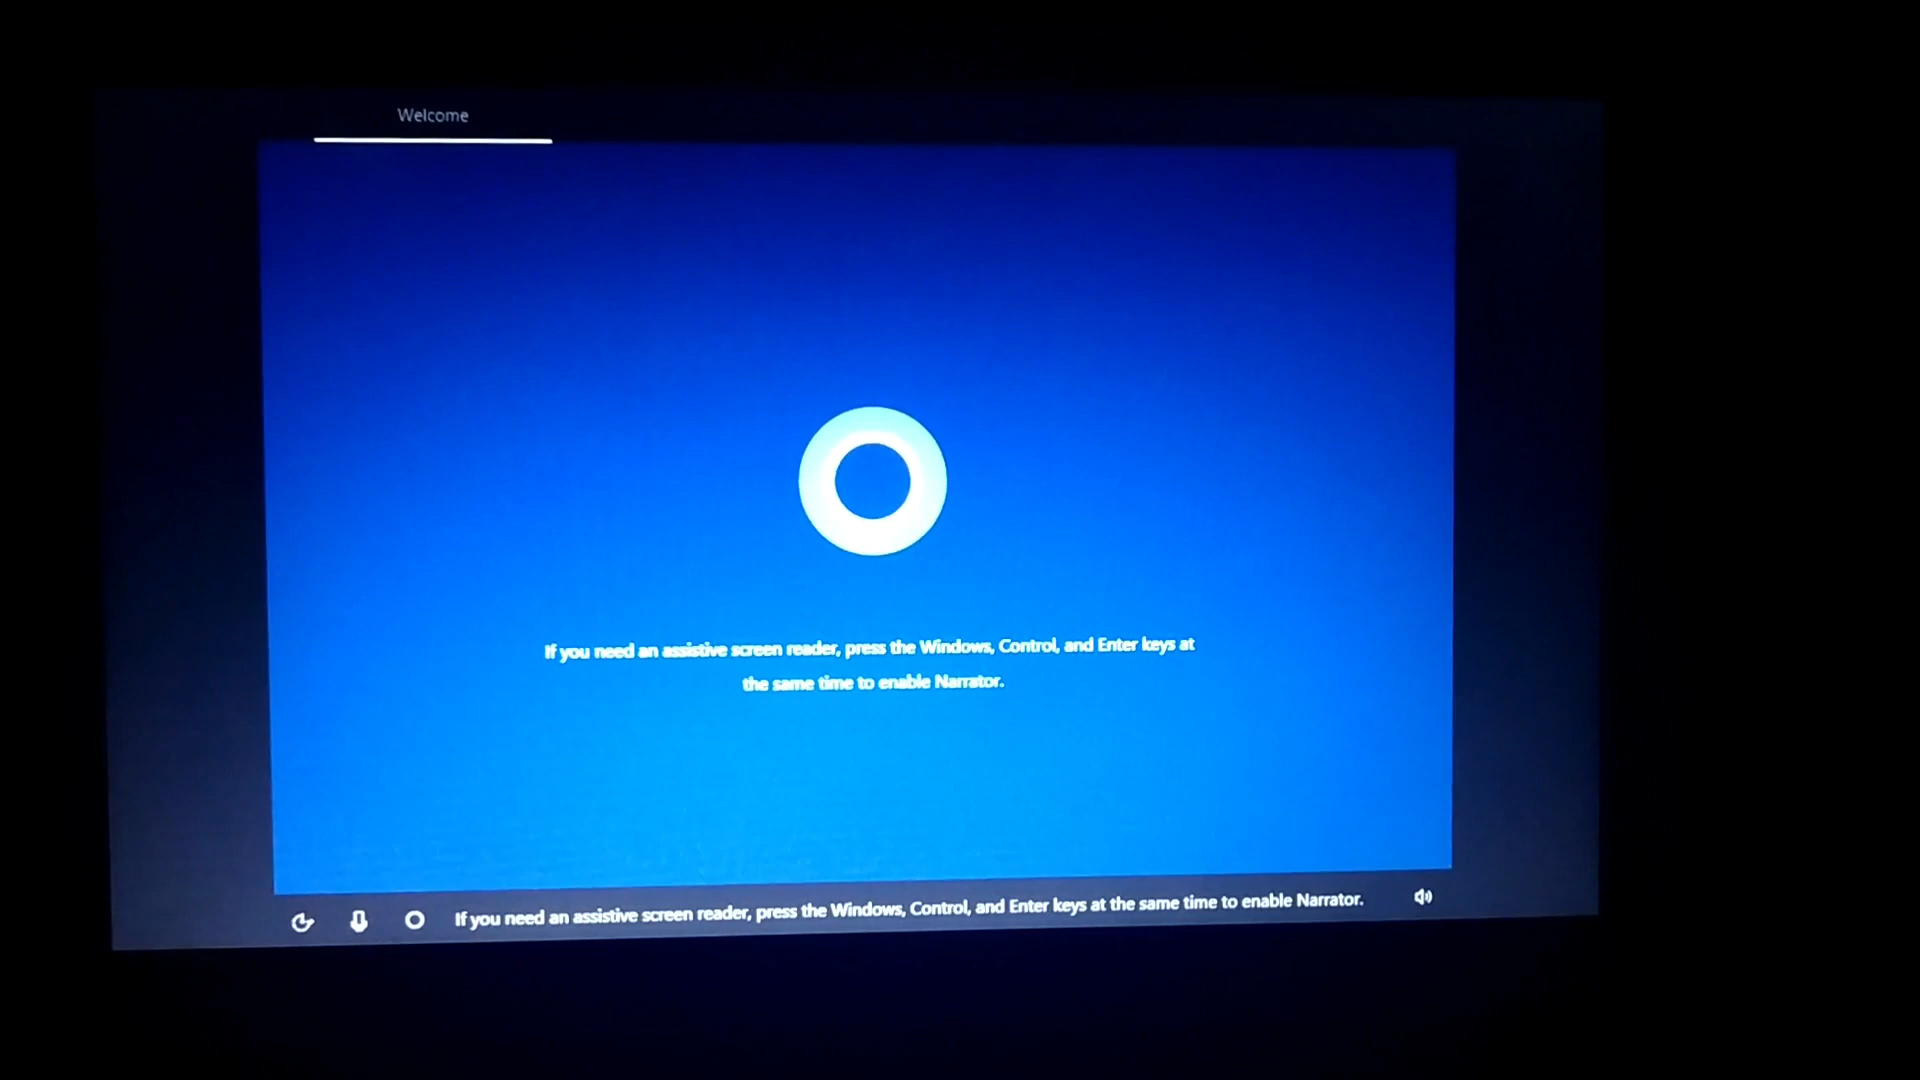 Welcome
If you need an assistive screen reader, press the Windows, Control, and Enter keys at
the same time to enable Narrator.
If you need an assistive screen reader, press the Windows, Control, and Enter keys at the same time to enable Narrator.